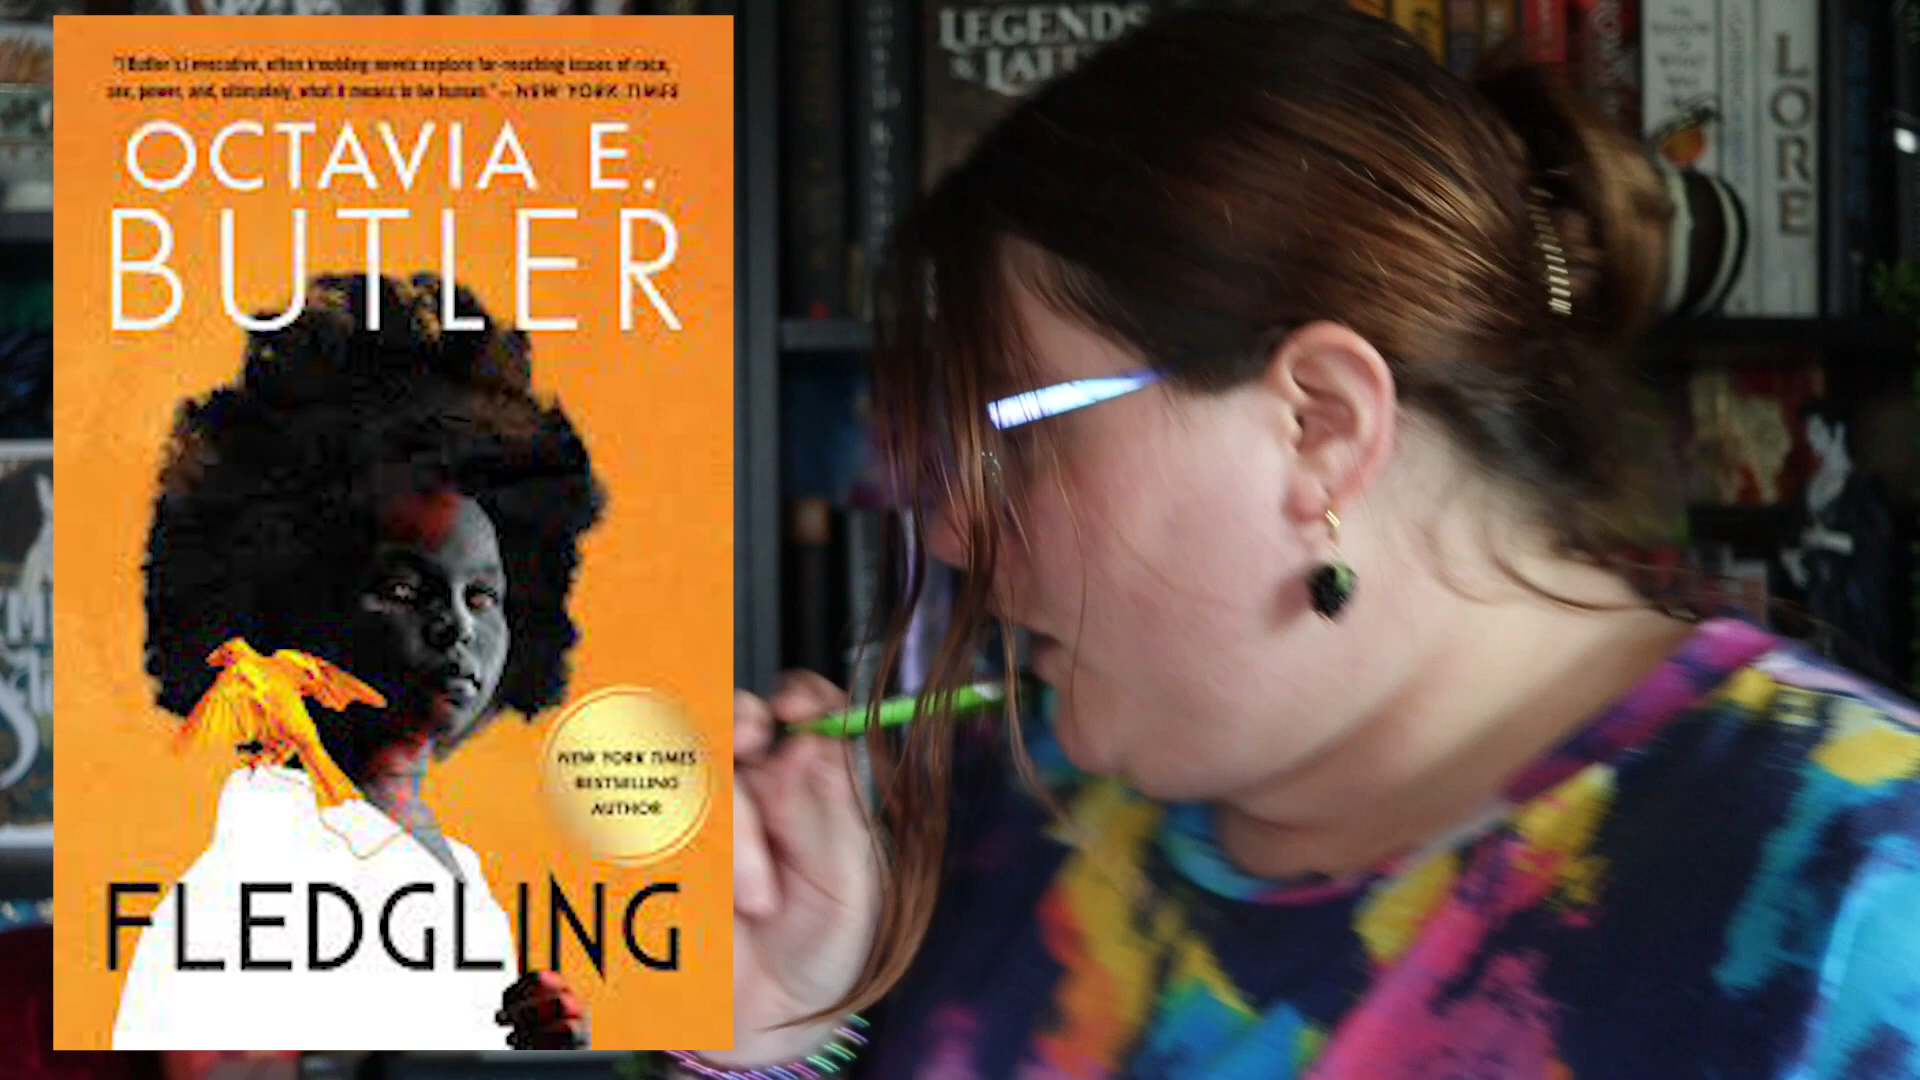 "[Butler's] evocative, often troubling novels explore far-reaching issues of race,
sex, power, and, ultimately, what it means to be human." —NEW YORK TIMES
OCTAVIA E.
BUTLER
NEW YORK TIMES
BESTSELLING
AUTHOR
FLEDGLING
LEGENDS
& LATT
LORE